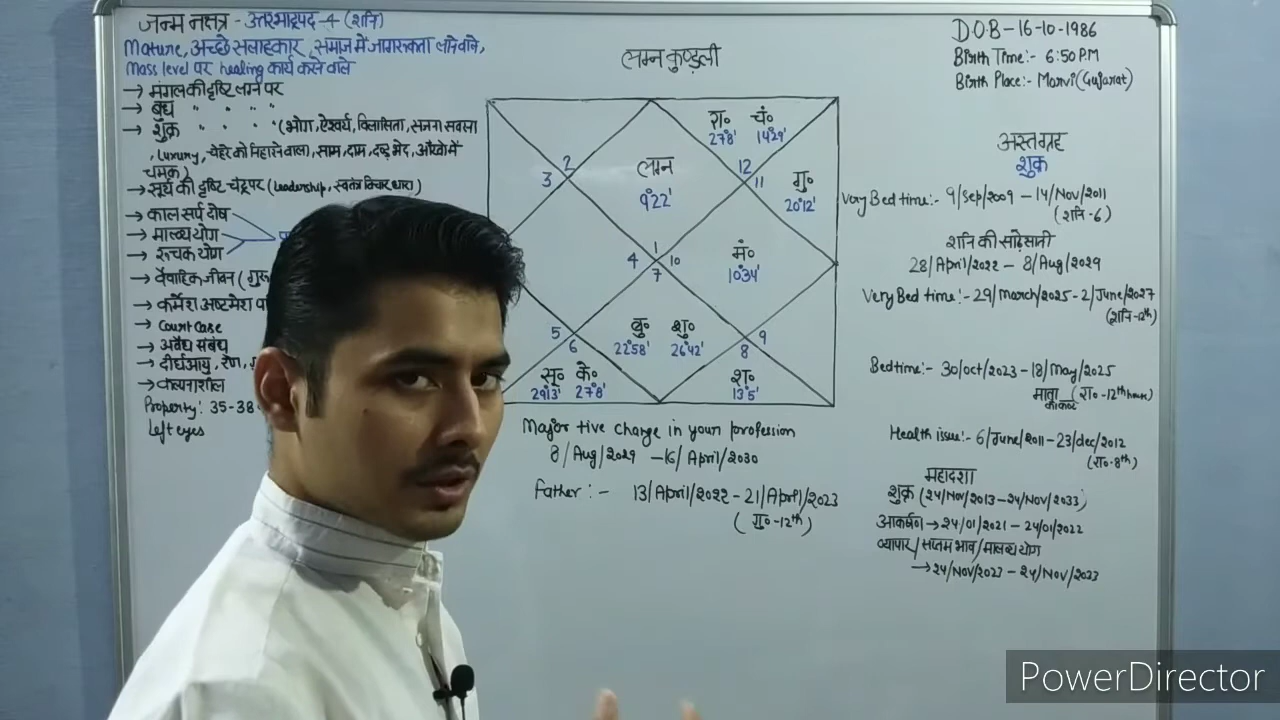 जन्म नक्षत्र - उत्तरभाद्रपद-4 (शनि)
Mature, अच्छे सलाहकार, समाज में जागरुकता लाने वाले,
Mass level पर healing कार्य करने वाले
→ मंगल की दृष्टि लग्न पर
→ बुध " " " "
→ शुक्र " " " " (भोग, ऐश्वर्य, विलासिता, सजना सवरना
, luxury, चेहरे को निहारने वाला, साम, दाम, दण्ड भेद, आँखो में
चमक)
→ सूर्य की दृष्टि चंद्र पर (leadership, स्वतंत्र विचार धारा)
→ काल सर्प दोष
→ मालव्य योग
→ रूचक योग
→ वैवारिक जीवन (गुरू
→ कर्मेश अष्टमेश
→ Court case
→ अवैध संबंध
→ दीर्घआयु, रोग,
→ कल्पनाशील
Property: 35-38
Left eyes
लग्न कुण्डली
रा० चं०
27°8' 14°29'
2 लग्न 12
3 9°22' 11 गु०
20°12'
1
4 10 मं०
7 10°34'
5 बु० शु० 9
6 22°58' 26°42' 8
सू० के० श०
29°13' 27°8' 13°5'
Major +ive change in your profession
8/Aug/2029 - 16/April/2030
Father:- 13/April/2022 - 21/April/2023
(गु०-12th)
D.O.B-16-10-1986
Birth Time:- 6:50 P.M
Birth Place:- Morvi(Gujarat)
अस्तग्रह
शुक्र
Very Bed time:- 9/Sep/2009 - 14/Nov/2011
(शनि-6)
शनि की साढ़ेसाती
28/April/2022 - 8/Aug/2029
Very Bed time:- 29/March/2025 - 2/June/2027
(शनि-12th)
Bedtime:- 30/Oct/2023 - 18/May/2025
माता को कष्ट (रा०-12th house)
Health issue:- 6/June/2011 - 23/dec/2012
(रा०-8th)
महादशा
शुक्र (24/Nov/2013 - 24/Nov/2033)
आकर्षण → 24/01/2021 - 24/01/2022
व्यापार/सप्तम भाव/मालव्य योग
→ 24/Nov/2023 - 24/Nov/2033
PowerDirector